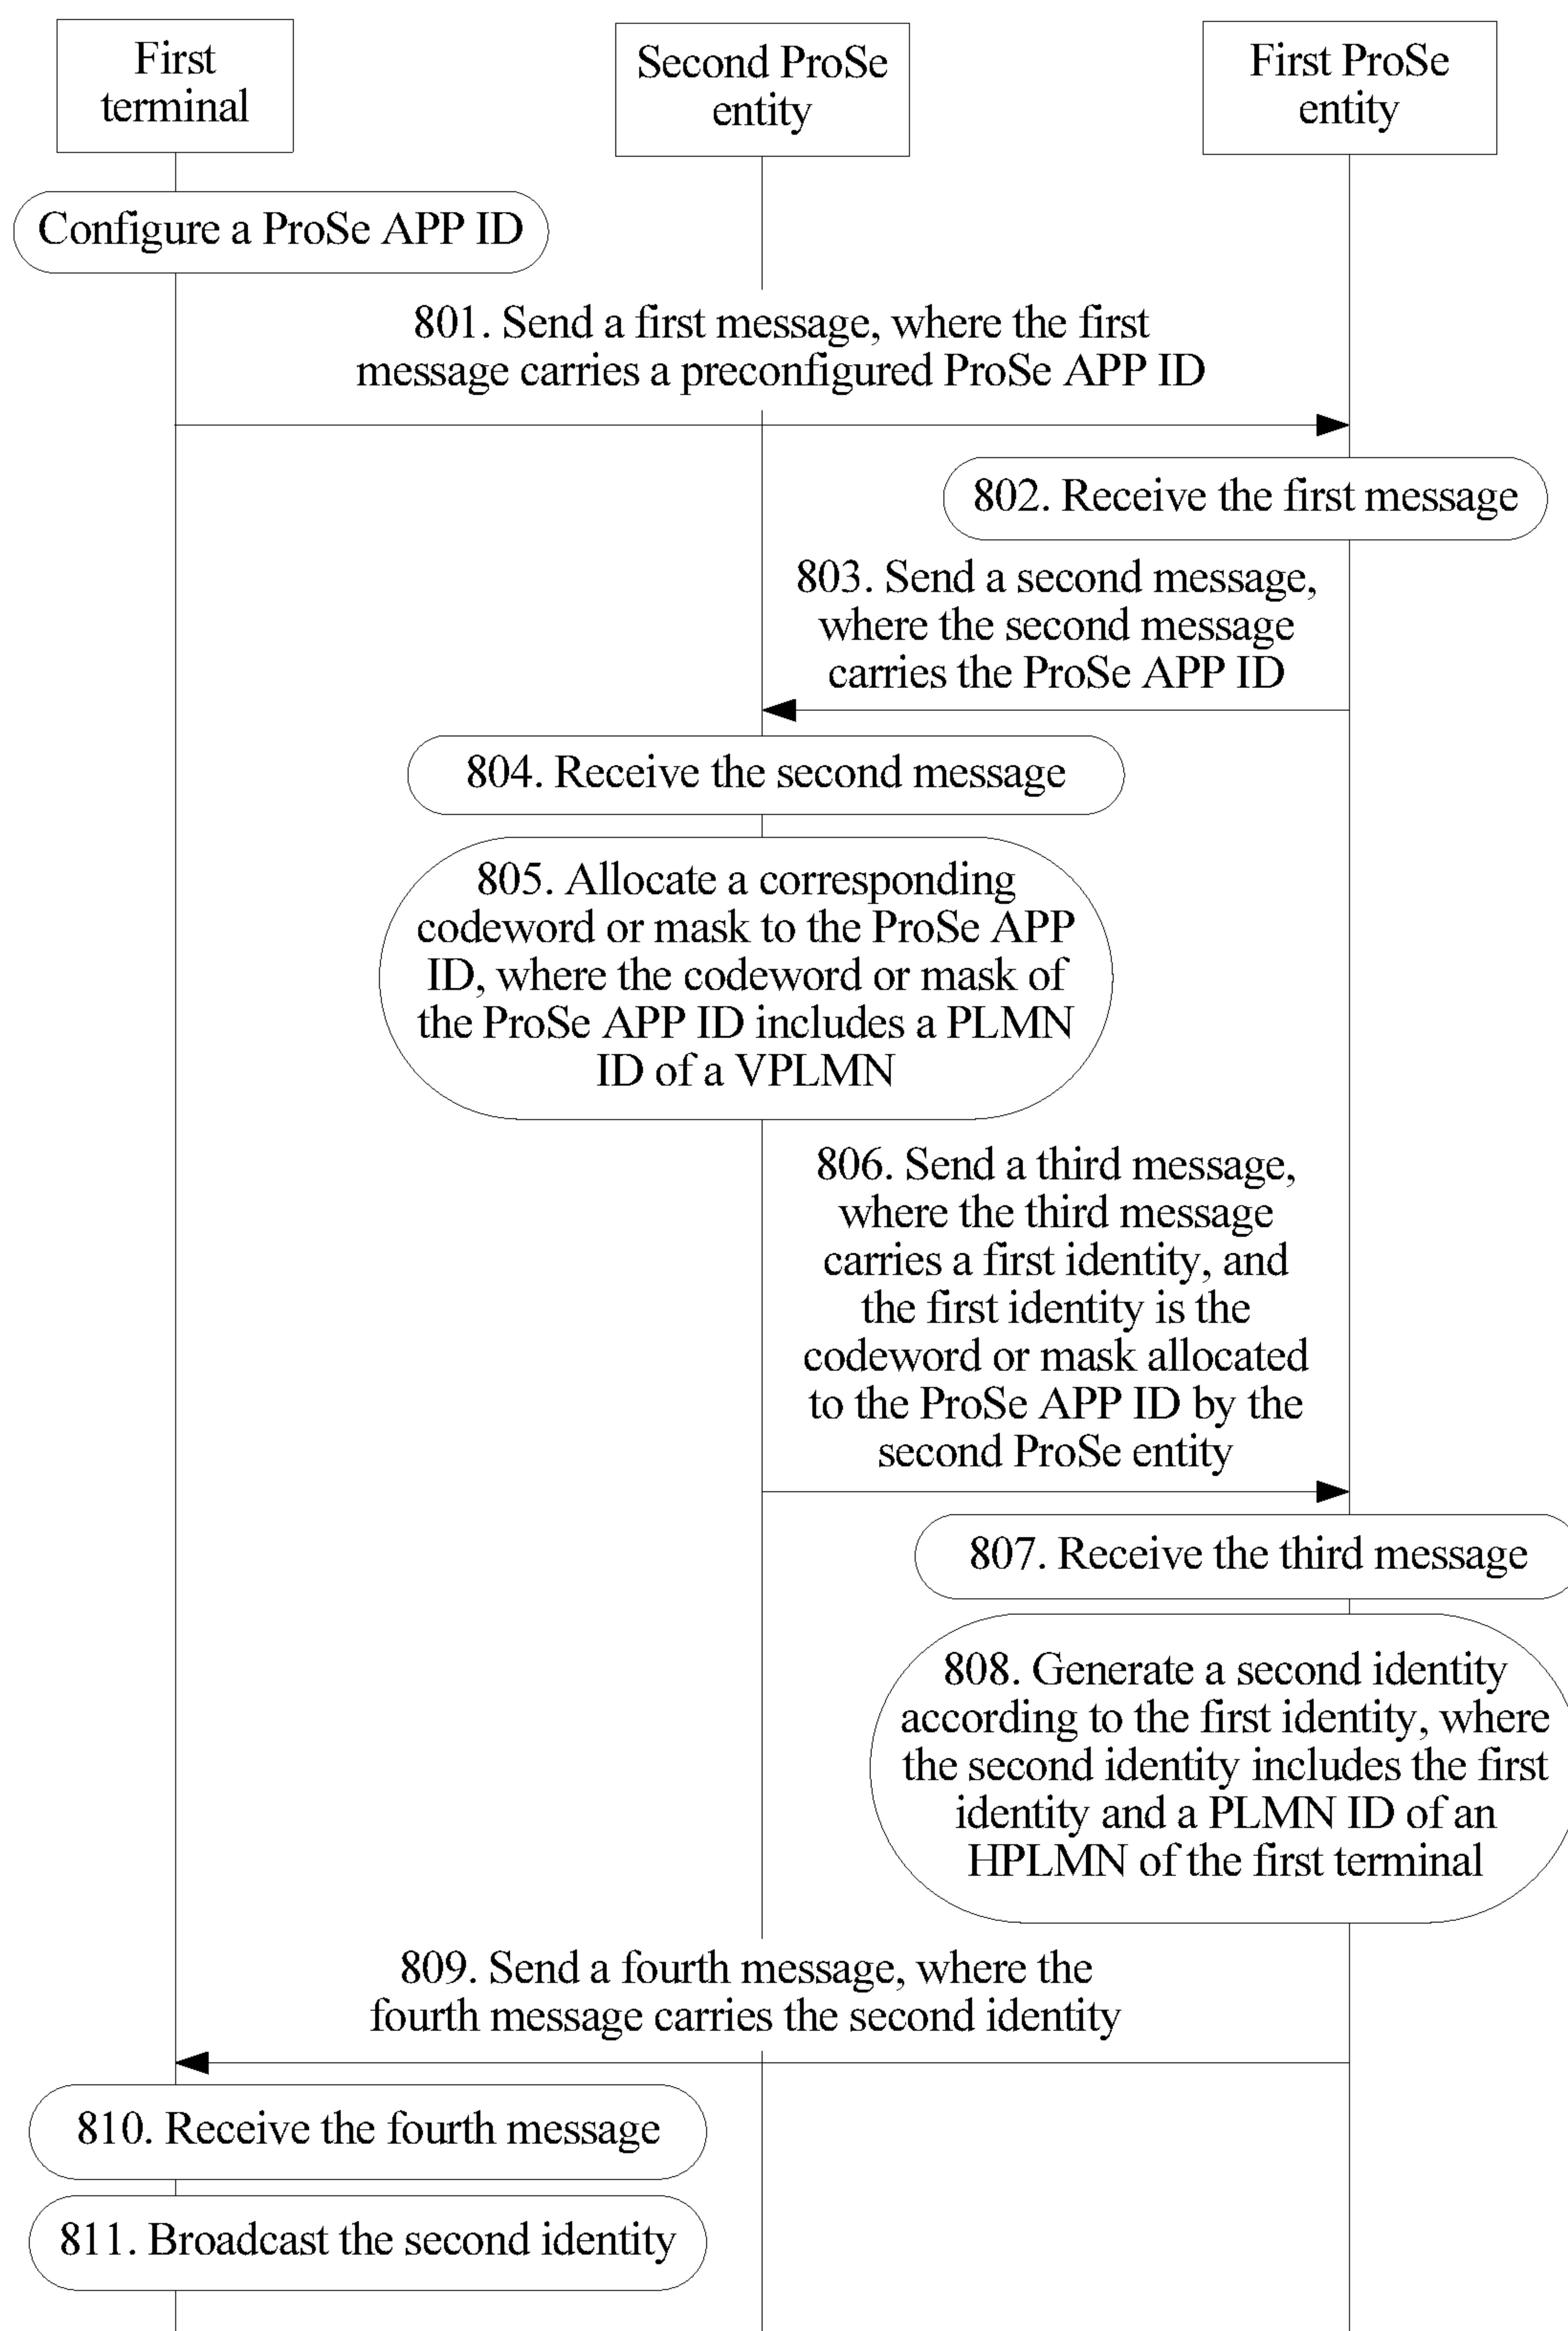 First
terminal
Second ProSe
entity
First ProSe
entity
Configure a ProSe APP ID
801. Send a first message, where the first
message carries a preconfigured ProSe APP ID
802. Receive the first message
803. Send a second message,
where the second message
carries the ProSe APP ID
804. Receive the second message
805. Allocate a corresponding
codeword or mask to the ProSe APP
ID, where the codeword or mask of
the ProSe APP ID includes a PLMN
ID of a VPLMN
806. Send a third message,
where the third message
carries a first identity, and
the first identity is the
codeword or mask allocated
to the ProSe APP ID by the
second ProSe entity
807. Receive the third message
808. Generate a second identity
according to the first identity, where
the second identity includes the first
identity and a PLMN ID of an
HPLMN of the first terminal
809. Send a fourth message, where the
fourth message carries the second identity
810. Receive the fourth message
811. Broadcast the second identity